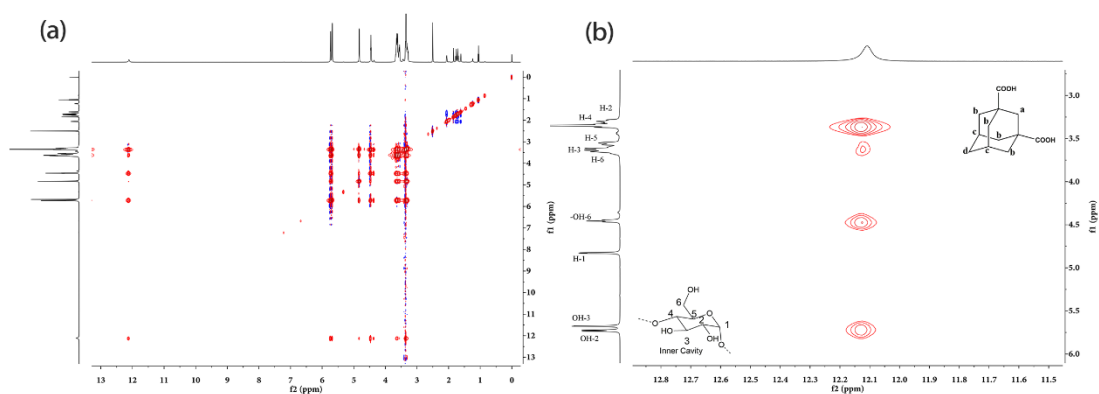 (a)
0
1
2
3
4
5
6
7
8
9
10
11
12
13
f1 (ppm)
13 12 11 10 9 8 7 6 5 4 3 2 1 0
f2 (ppm)
(b)
H-2
H-4
H-5
H-3
H-6
-OH-6
H-1
OH-3
OH-2
COOH
b a
b
c b COOH
d c b
OH
6
4 5 O
O 2 1
HO 3 OH O
Inner Cavity
3.0
3.5
4.0
4.5
5.0
5.5
6.0
f1 (ppm)
12.8 12.7 12.6 12.5 12.4 12.3 12.2 12.1 12.0 11.9 11.8 11.7 11.6 11.5
f2 (ppm)